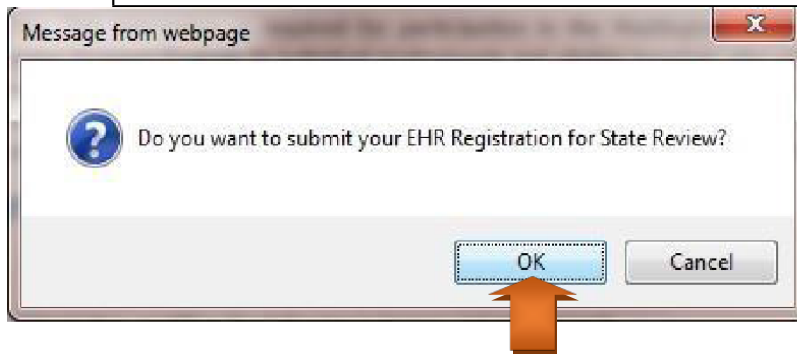 Message from webpage
Do you want to submit your EHR Registration for State Review?
OK
Cancel